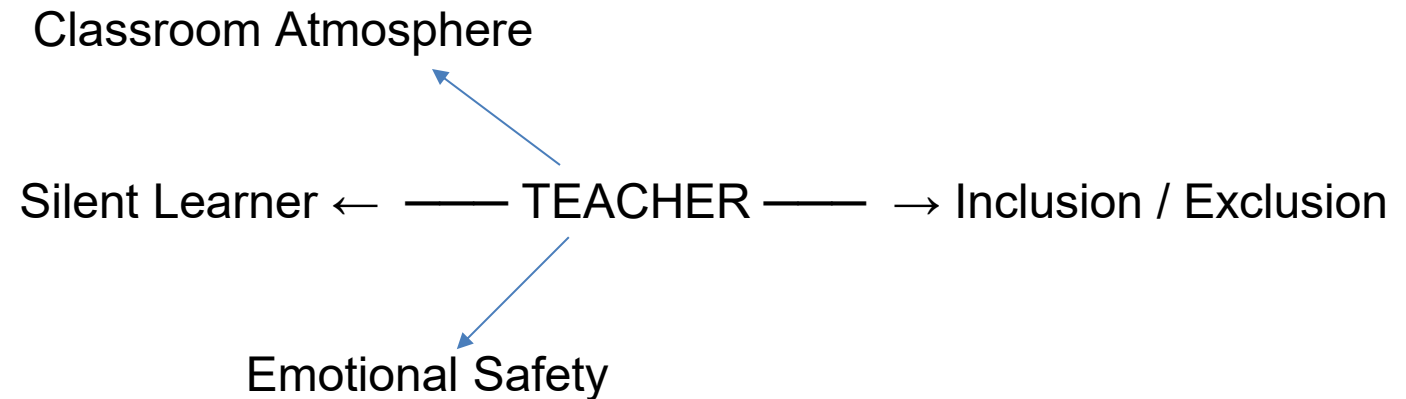 Classroom Atmosphere
Silent Learner ← —— TEACHER —— → Inclusion / Exclusion
Emotional Safety